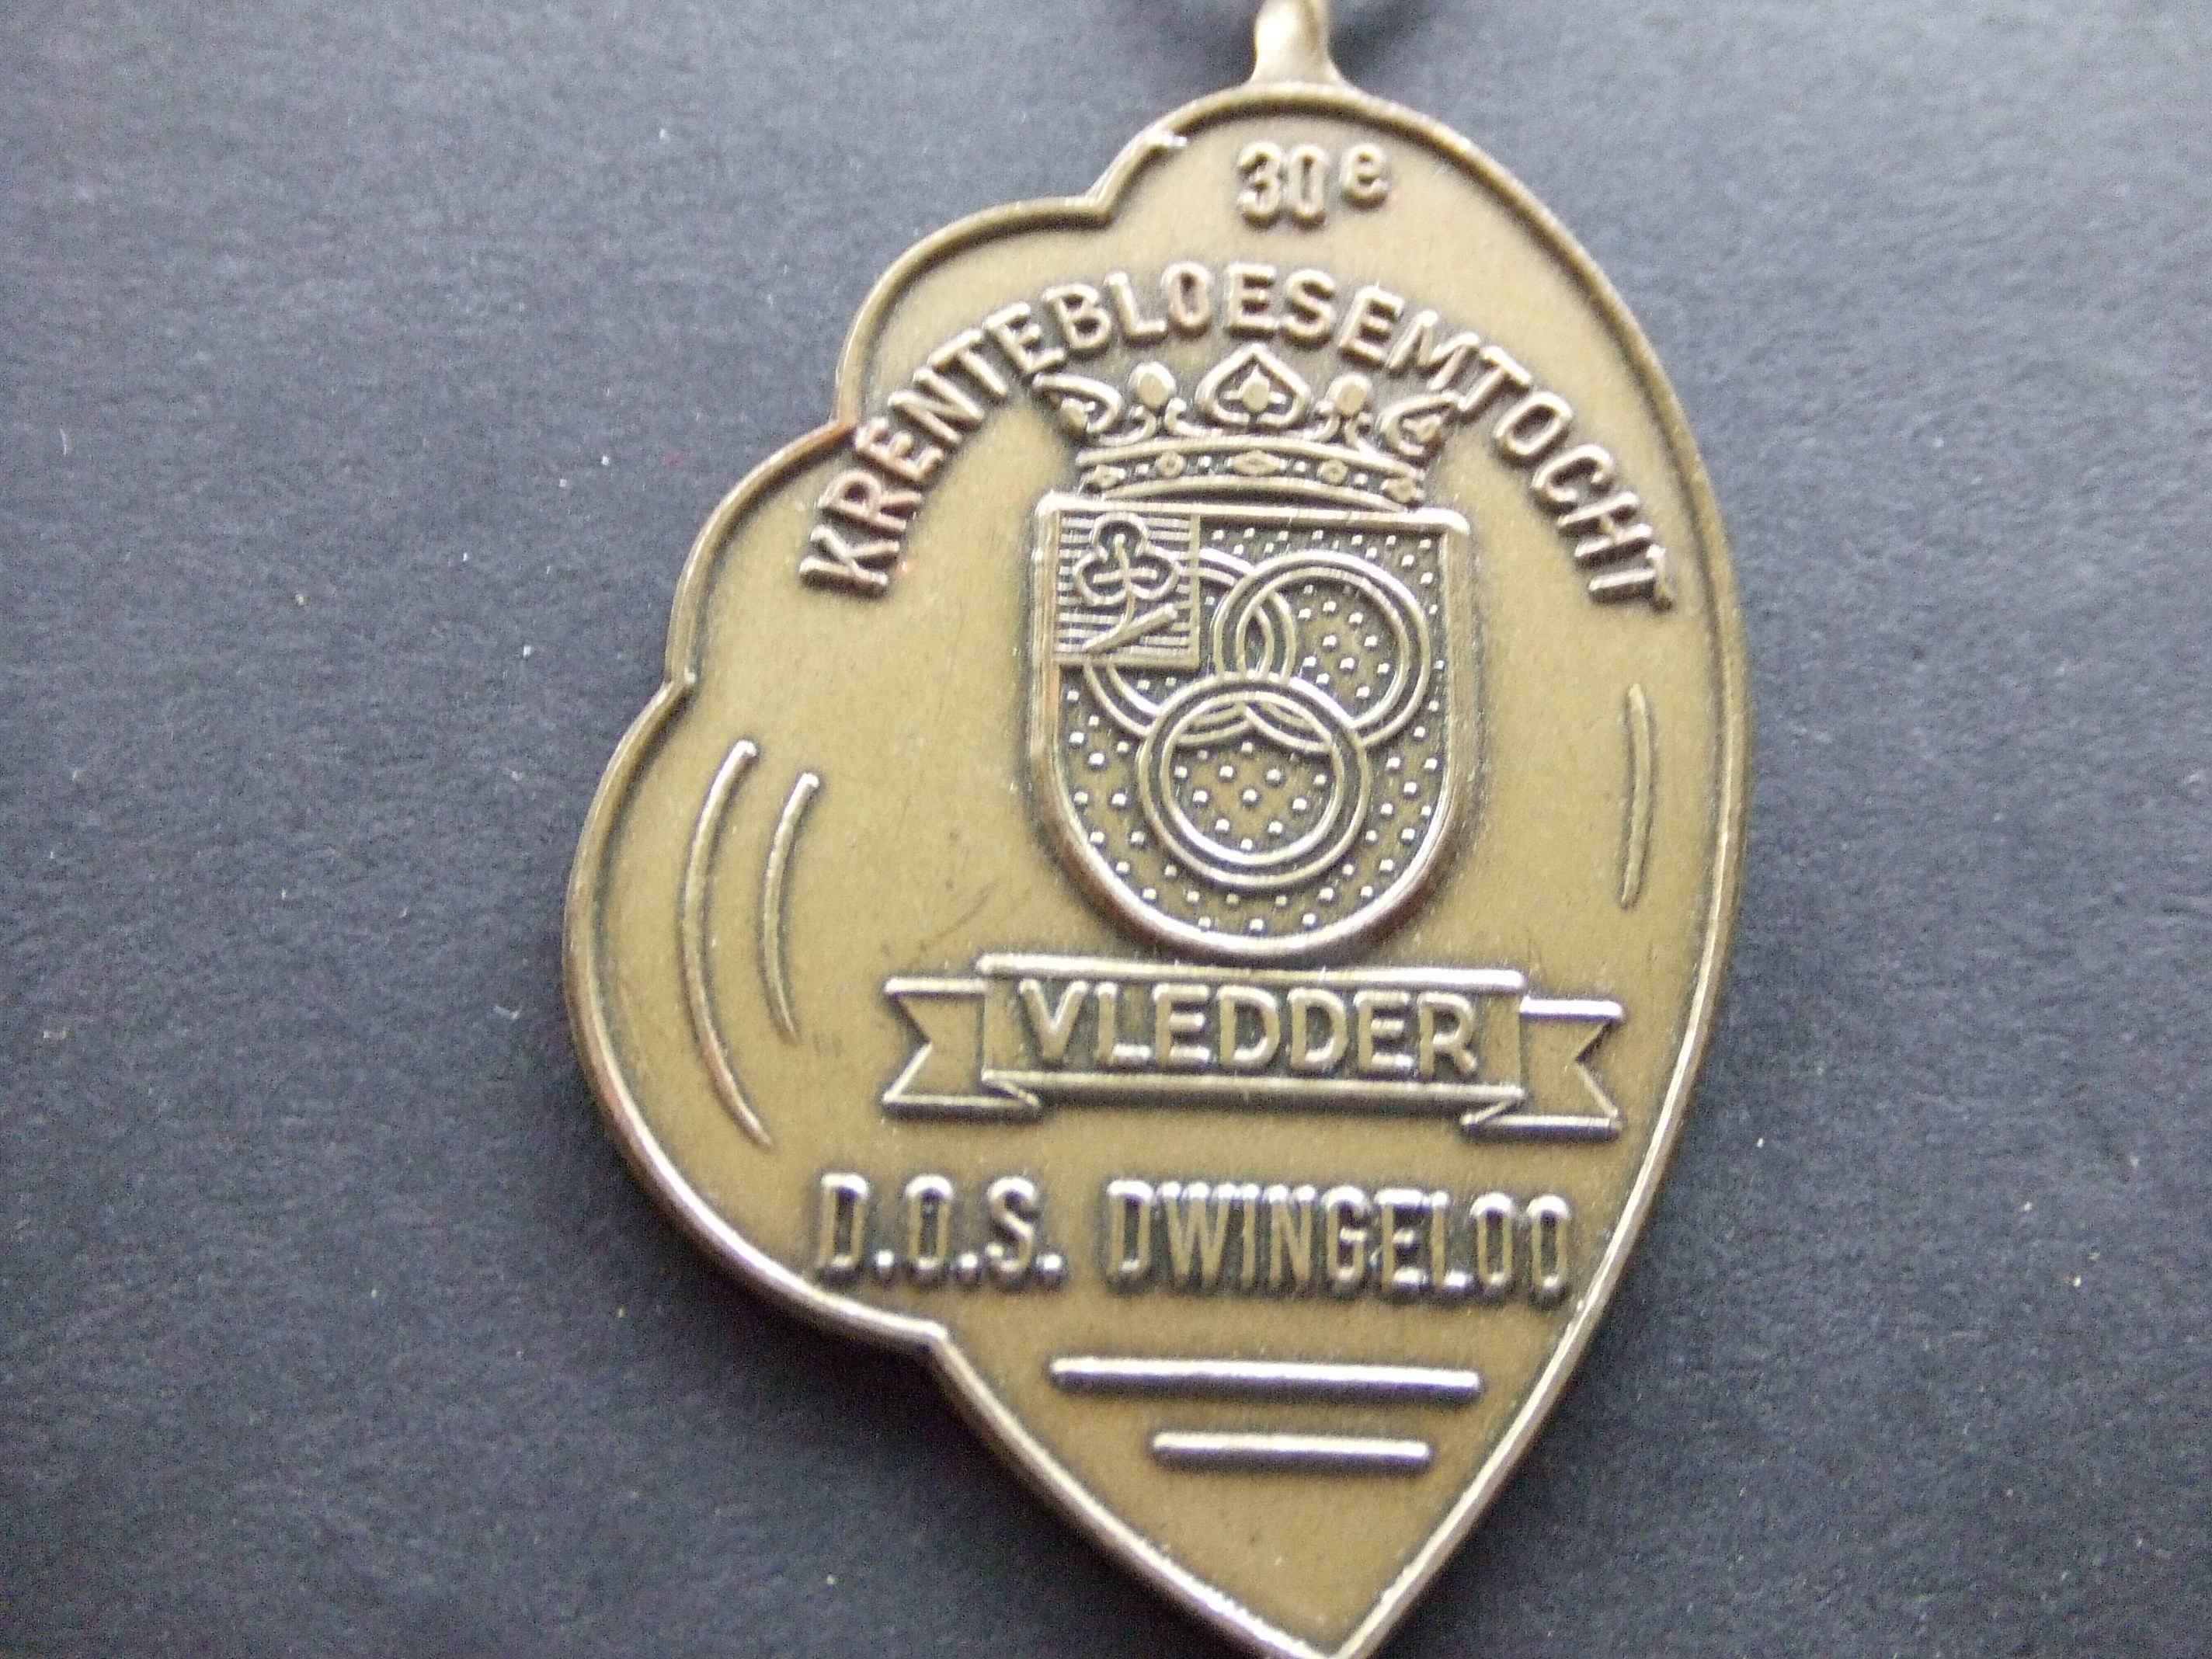 30e
KRENTEBLOESEMTOCHT
VLEDDER
D.O.S. DWINGELOO